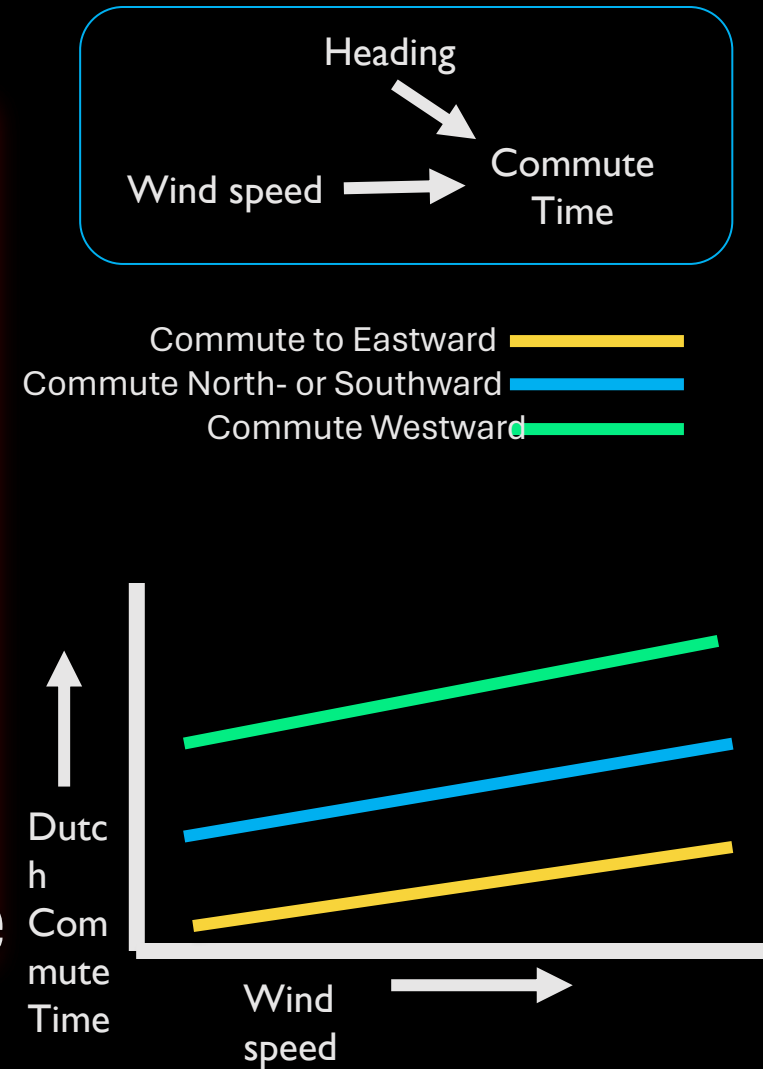 Heading
Wind speed
Commute
Time
Commute to Eastward
Commute North- or Southward
Commute Westward
Dutc
h
Com
mute
Time
Wind
speed